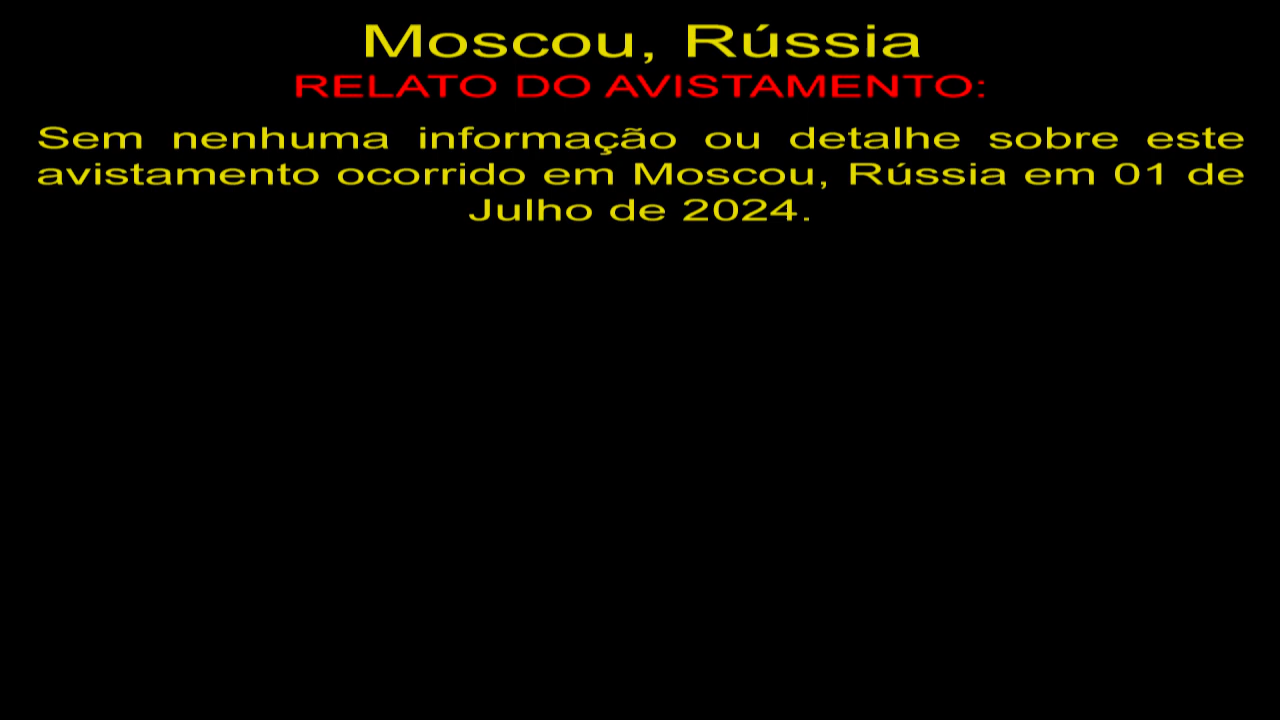 Moscou, Rússia
RELATO DO AVISTAMENTO:
Sem nenhuma informação ou detalhe sobre este
avistamento ocorrido em Moscou, Rússia em 01 de
Julho de 2024.